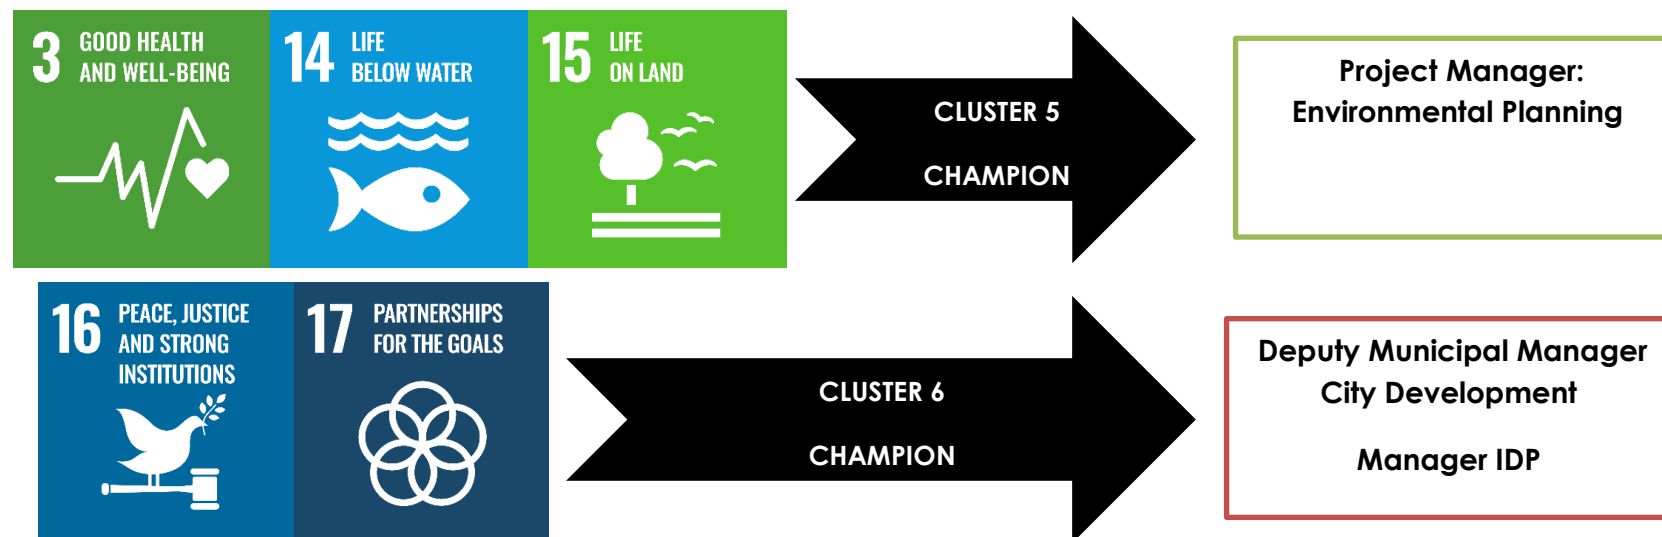 3 GOOD HEALTH
AND WELL-BEING
14 LIFE
BELOW WATER
15 LIFE
ON LAND
CLUSTER 5
CHAMPION
Project Manager:
Environmental Planning
16 PEACE, JUSTICE
AND STRONG
INSTITUTIONS
17 PARTNERSHIPS
FOR THE GOALS
CLUSTER 6
CHAMPION
Deputy Municipal Manager
City Development
Manager IDP